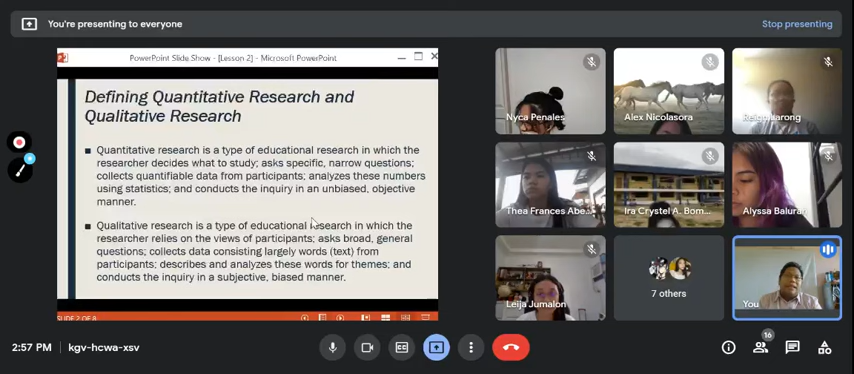 You're presenting to everyone
Stop presenting
PowerPoint Slide Show - [Lesson 2] - Microsoft PowerPoint
Defining Quantitative Research and
Qualitative Research
Quantitative research is a type of educational research in which the
researcher decides what to study; asks specific, narrow questions;
collects quantifiable data from participants; analyzes these numbers
using statistics; and conducts the inquiry in an unbiased, objective
manner.
Qualitative research is a type of educational research in which the
researcher relies on the views of participants; asks broad, general
questions; collects data consisting largely words (text) from
participants; describes and analyzes these words for themes; and
conducts the inquiry in a subjective, biased manner.
SLIDE 2 OF 8
Nyca Penales
Alex Nicolasora
Thea Frances Abe...
Ira Crystel A. Bom...
Alyssa Baluran
Leija Jumalon
7 others
You
2:57 PM | kgv-hcwa-xsv
CC
16